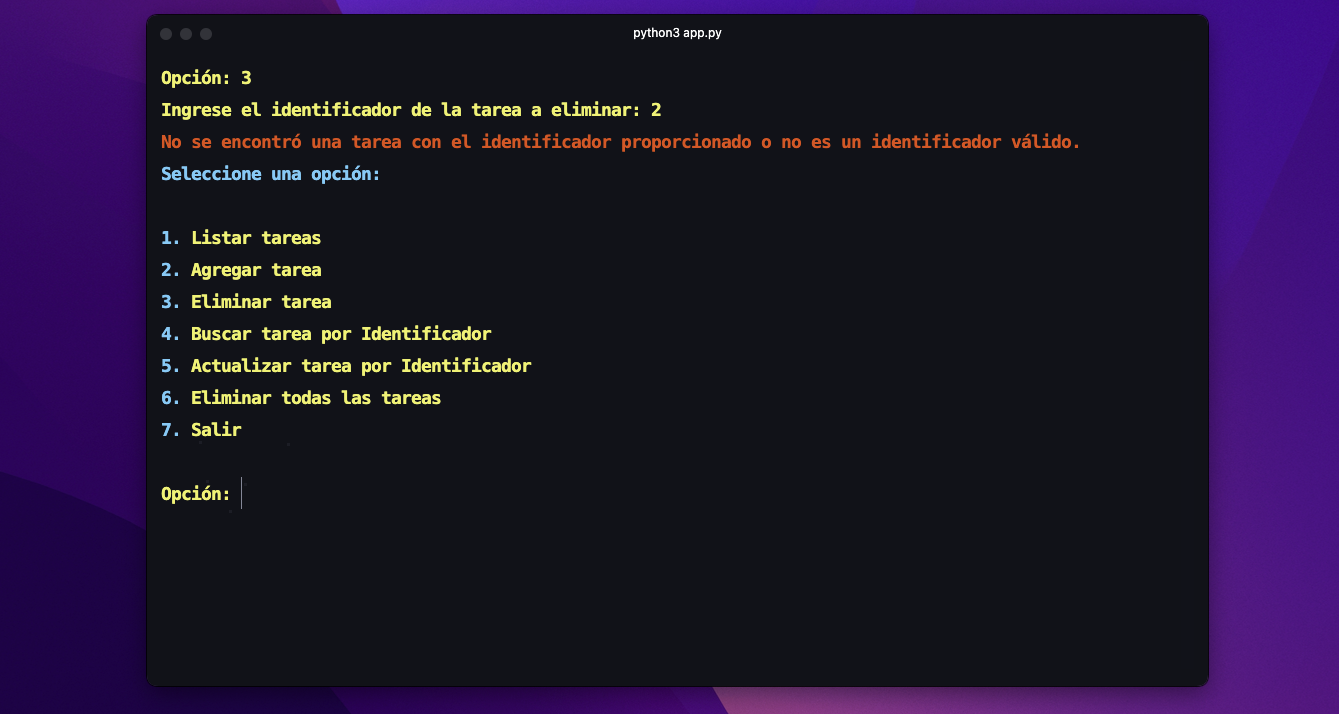 python3 app.py
Opción: 3
Ingrese el identificador de la tarea a eliminar: 2
No se encontró una tarea con el identificador proporcionado o no es un identificador válido.
Seleccione una opción:
1. Listar tareas
2. Agregar tarea
3. Eliminar tarea
4. Buscar tarea por Identificador
5. Actualizar tarea por Identificador
6. Eliminar todas las tareas
7. Salir
Opción: